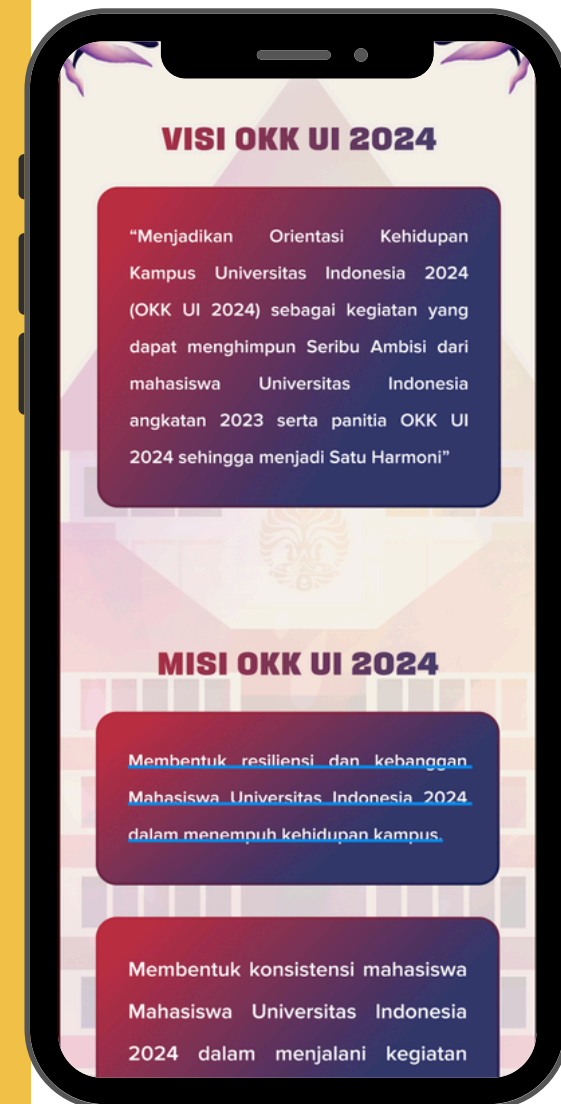 VISI OKK UI 2024
“Menjadikan Orientasi Kehidupan
Kampus Universitas Indonesia 2024
(OKK UI 2024) sebagai kegiatan yang
dapat menghimpun Seribu Ambisi dari
mahasiswa Universitas Indonesia
angkatan 2023 serta panitia OKK UI
2024 sehingga menjadi Satu Harmoni”
MISI OKK UI 2024
Membentuk resiliensi dan kebanggan
Mahasiswa Universitas Indonesia 2024
dalam menempuh kehidupan kampus.
Membentuk konsistensi mahasiswa
Mahasiswa Universitas Indonesia
2024 dalam menjalani kegiatan